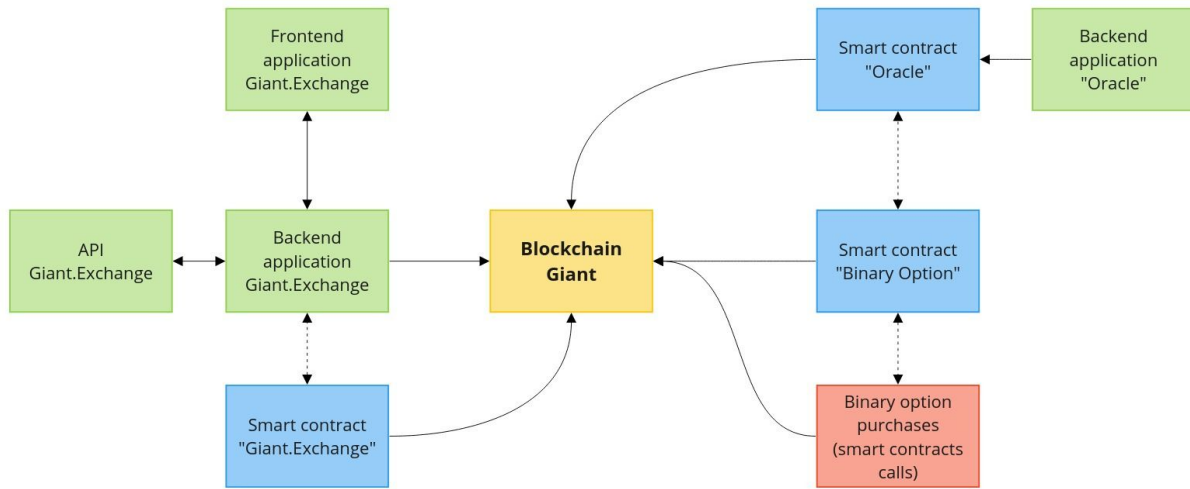 Frontend
application
Giant.Exchange
Smart contract
"Oracle"
Backend
application
"Oracle"
API
Giant.Exchange
Backend
application
Giant.Exchange
Blockchain
Giant
Smart contract
"Binary Option"
Smart contract
"Giant.Exchange"
Binary option
purchases
(smart contracts
calls)